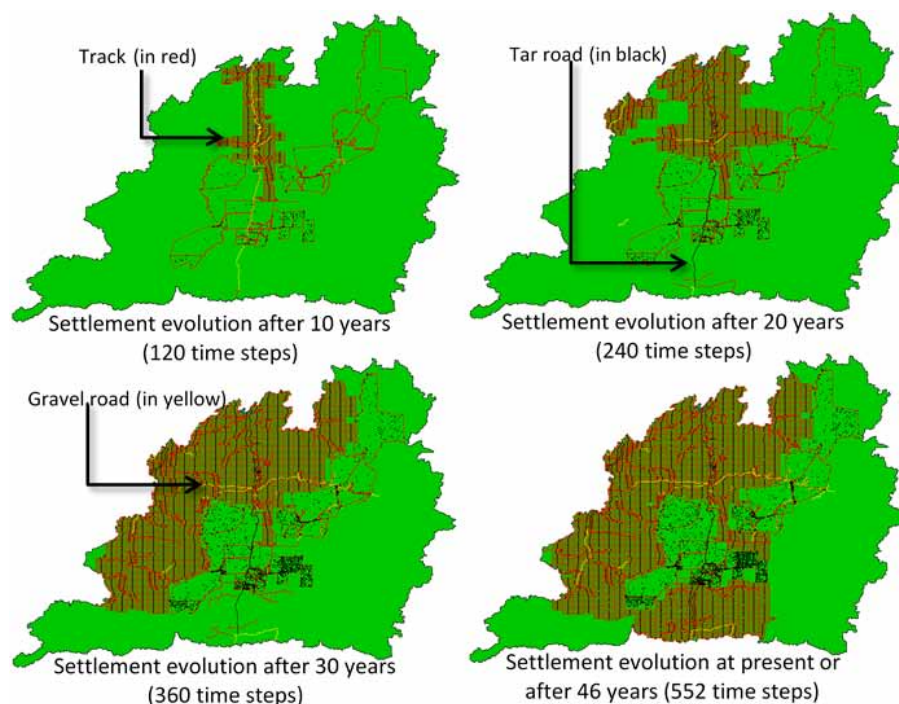 Track (in red)
Tar road (in black)
Settlement evolution after 10 years
(120 time steps)
Settlement evolution after 20 years
(240 time steps)
Gravel road (in yellow)
Settlement evolution after 30 years
(360 time steps)
Settlement evolution at present or
after 46 years (552 time steps)